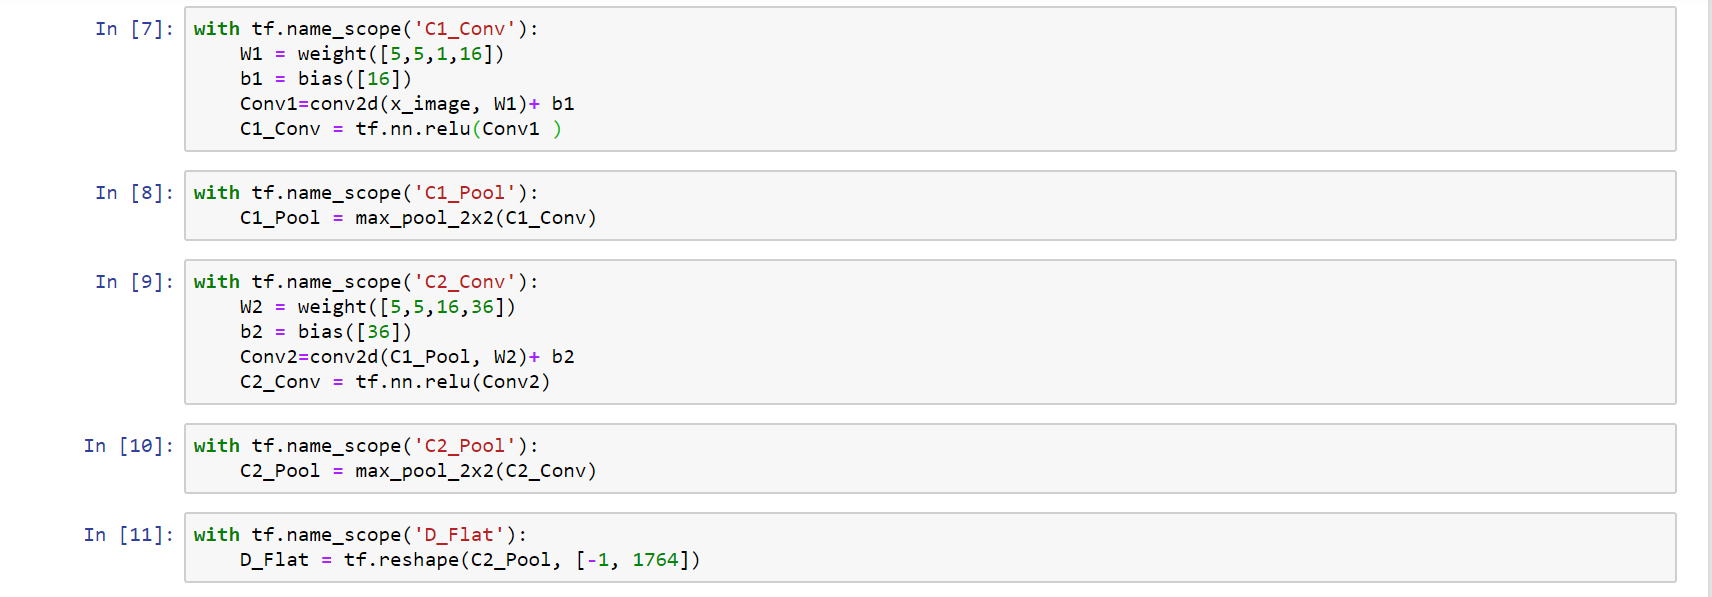 In [7]: with tf.name_scope('C1_Conv'):
    W1 = weight([5,5,1,16])
    b1 = bias([16])
    Conv1=conv2d(x_image, W1)+ b1
    C1_Conv = tf.nn.relu(Conv1 )
In [8]: with tf.name_scope('C1_Pool'):
    C1_Pool = max_pool_2x2(C1_Conv)
In [9]: with tf.name_scope('C2_Conv'):
    W2 = weight([5,5,16,36])
    b2 = bias([36])
    Conv2=conv2d(C1_Pool, W2)+ b2
    C2_Conv = tf.nn.relu(Conv2)
In [10]: with tf.name_scope('C2_Pool'):
    C2_Pool = max_pool_2x2(C2_Conv)
In [11]: with tf.name_scope('D_Flat'):
    D_Flat = tf.reshape(C2_Pool, [-1, 1764])